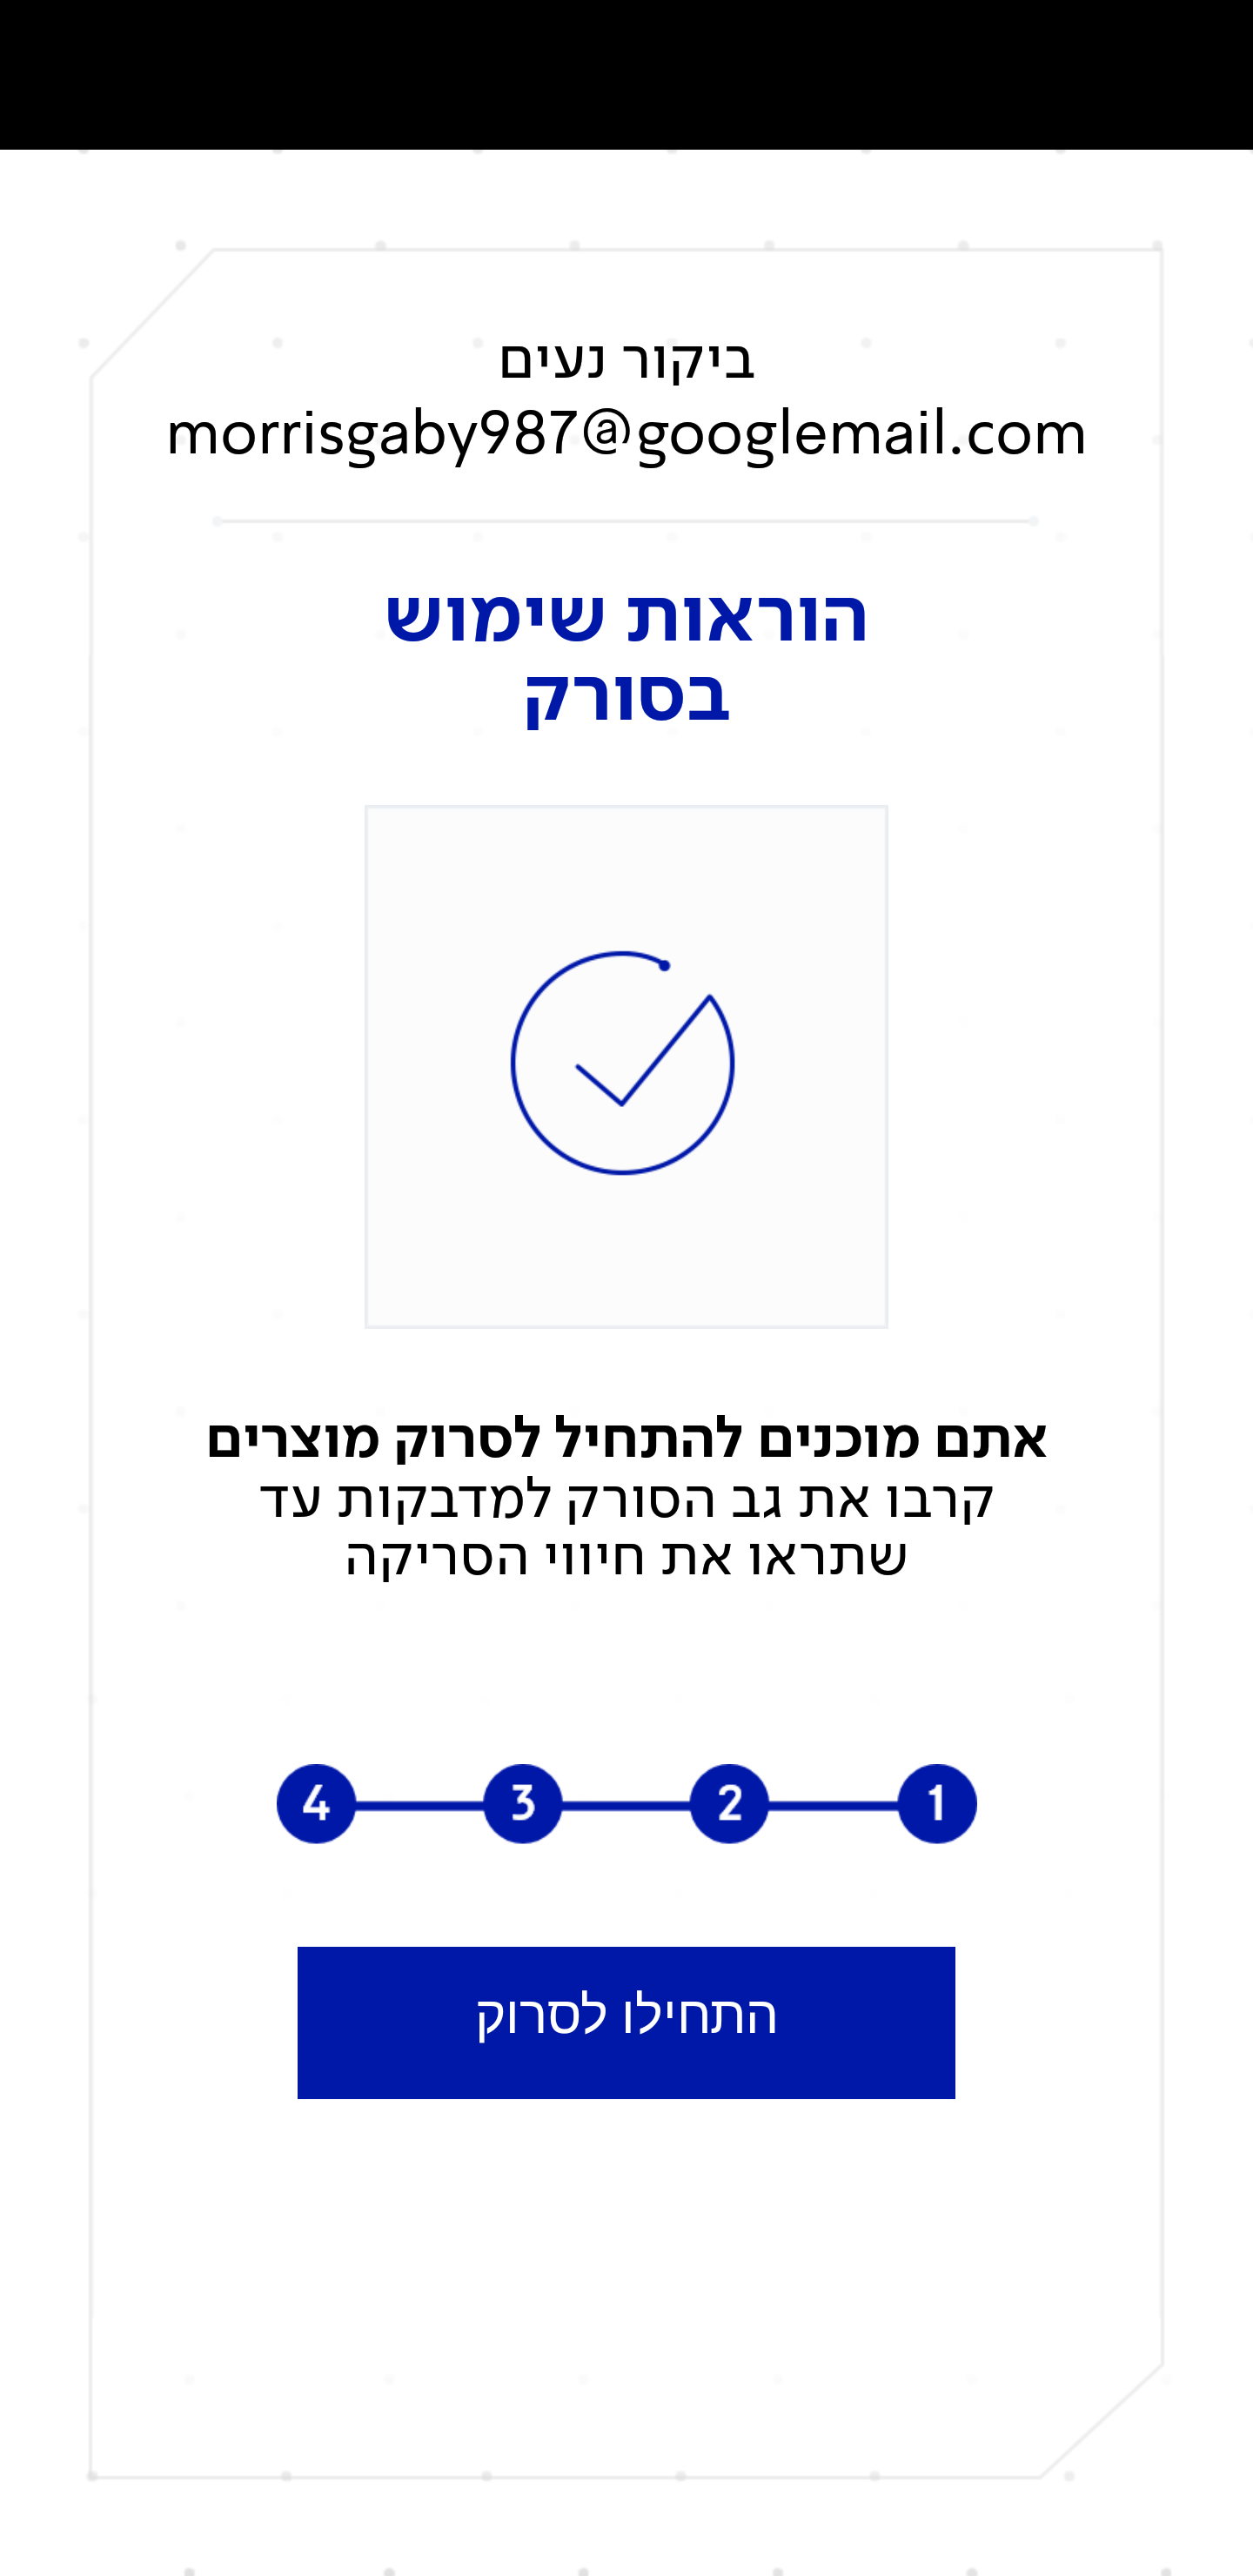 ביקור נעים
morrisgaby987@googlemail.com
הוראות שימוש
בסורק
אתם מוכנים להתחיל לסרוק מוצרים
קרבו את גב הסורק למדבקות עד
שתראו את חיווי הסריקה
1 2 3 4
התחילו לסרוק